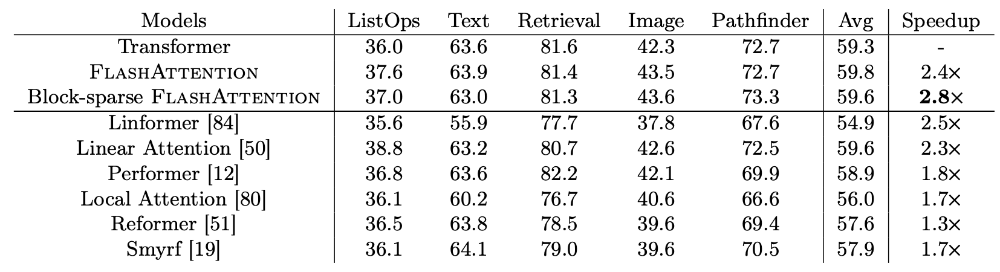 Models ListOps Text Retrieval Image Pathfinder Avg Speedup
Transformer 36.0 63.6 81.6 42.3 72.7 59.3 -
FLASHATTENTION 37.6 63.9 81.4 43.5 72.7 59.8 2.4×
Block-sparse FLASHATTENTION 37.0 63.0 81.3 43.6 73.3 59.6 2.8×
Linformer [84] 35.6 55.9 77.7 37.8 67.6 54.9 2.5×
Linear Attention [50] 38.8 63.2 80.7 42.6 72.5 59.6 2.3×
Performer [12] 36.8 63.6 82.2 42.1 69.9 58.9 1.8×
Local Attention [80] 36.1 60.2 76.7 40.6 66.6 56.0 1.7×
Reformer [51] 36.5 63.8 78.5 39.6 69.4 57.6 1.3×
Smyrf [19] 36.1 64.1 79.0 39.6 70.5 57.9 1.7×